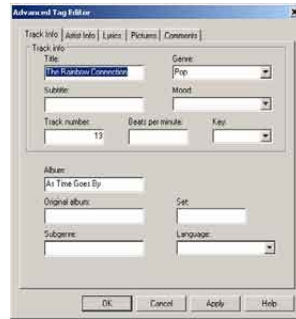 Advanced Tag Editor
Track Info Artist Info Lyrics Pictures Comments
Track info
Title: Genre:
The Rainbow Connection Pop
Subtitle: Mood:
Track number: Beats per minute: Key:
13
Album:
As Time Goes By
Original album: Set:
Subgenre: Language:
OK Cancel Apply Help